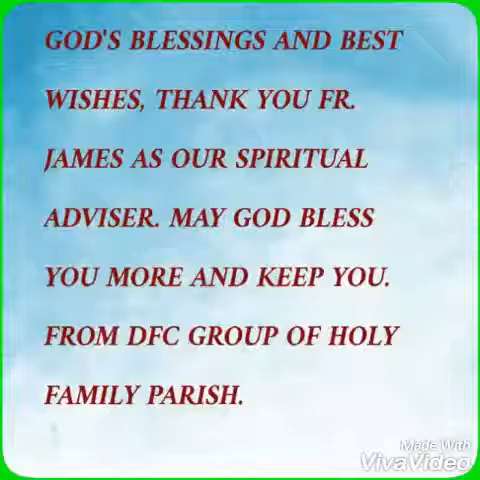 GOD'S BLESSINGS AND BEST
WISHES, THANK YOU FR.
JAMES AS OUR SPIRITUAL
ADVISER. MAY GOD BLESS
YOU MORE AND KEEP YOU.
FROM DFC GROUP OF HOLY
FAMILY PARISH.
Made With
VivaVideo